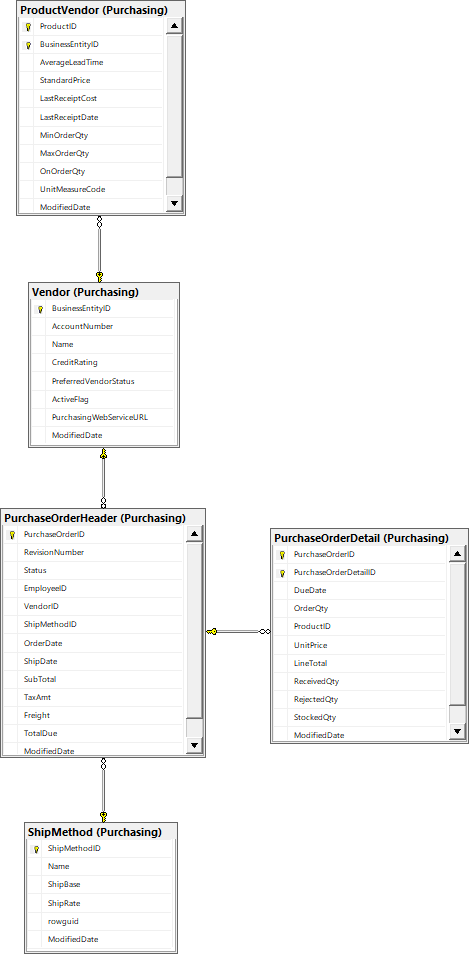 ProductVendor (Purchasing)
ProductID
BusinessEntityID
AverageLeadTime
StandardPrice
LastReceiptCost
LastReceiptDate
MinOrderQty
MaxOrderQty
OnOrderQty
UnitMeasureCode
ModifiedDate
Vendor (Purchasing)
BusinessEntityID
AccountNumber
Name
CreditRating
PreferredVendorStatus
ActiveFlag
PurchasingWebServiceURL
ModifiedDate
PurchaseOrderHeader (Purchasing)
PurchaseOrderID
RevisionNumber
Status
EmployeeID
VendorID
ShipMethodID
OrderDate
ShipDate
SubTotal
TaxAmt
Freight
TotalDue
ModifiedDate
PurchaseOrderDetail (Purchasing)
PurchaseOrderID
PurchaseOrderDetailID
DueDate
OrderQty
ProductID
UnitPrice
LineTotal
ReceivedQty
RejectedQty
StockedQty
ModifiedDate
ShipMethod (Purchasing)
ShipMethodID
Name
ShipBase
ShipRate
rowguid
ModifiedDate